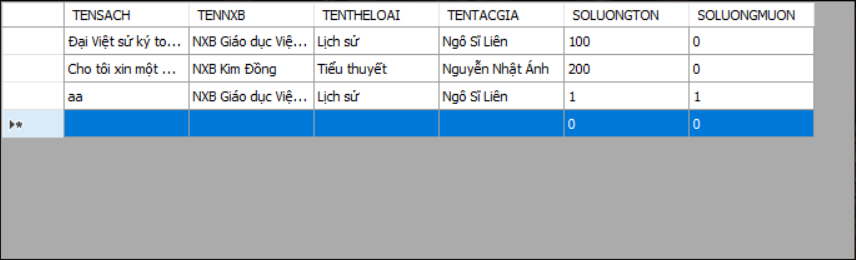 TENSACH TENNXB TENTHELOAI TENTACGIA SOLUONGTON SOLUONGMUON
Đại Việt sử ký to... NXB Giáo dục Việ... Lịch sử Ngô Sĩ Liên 100 0
Cho tôi xin một ... NXB Kim Đồng Tiểu thuyết Nguyễn Nhật Ánh 200 0
aa NXB Giáo dục Việ... Lịch sử Ngô Sĩ Liên 1 1
0 0